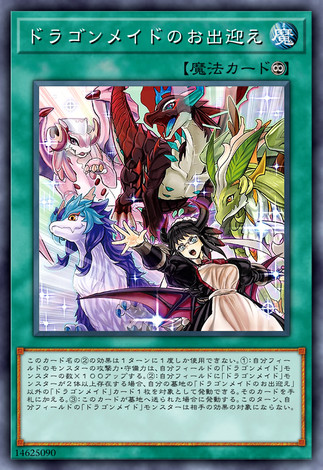 ドラゴンメイドのお出迎え
魔
【魔法カード】
このカード名の②の効果は１ターンに１度しか使用できない。①：自分フィール
ドのモンスターの攻撃力・守備力は、自分フィールドの「ドラゴンメイド」モ
ンスターの数×１００アップする。②：自分フィールドに「ドラゴンメイド」モ
ンスターが２体以上存在する場合、自分の墓地の「ドラゴンメイドのお出迎え」
以外の「ドラゴンメイド」カード１枚を対象として発動できる。そのカードを手
札に加える。③：このカードが墓地へ送られた場合に発動する。このターン、自
分フィールドの「ドラゴンメイド」モンスターは相手の効果の対象にならない。
14625090